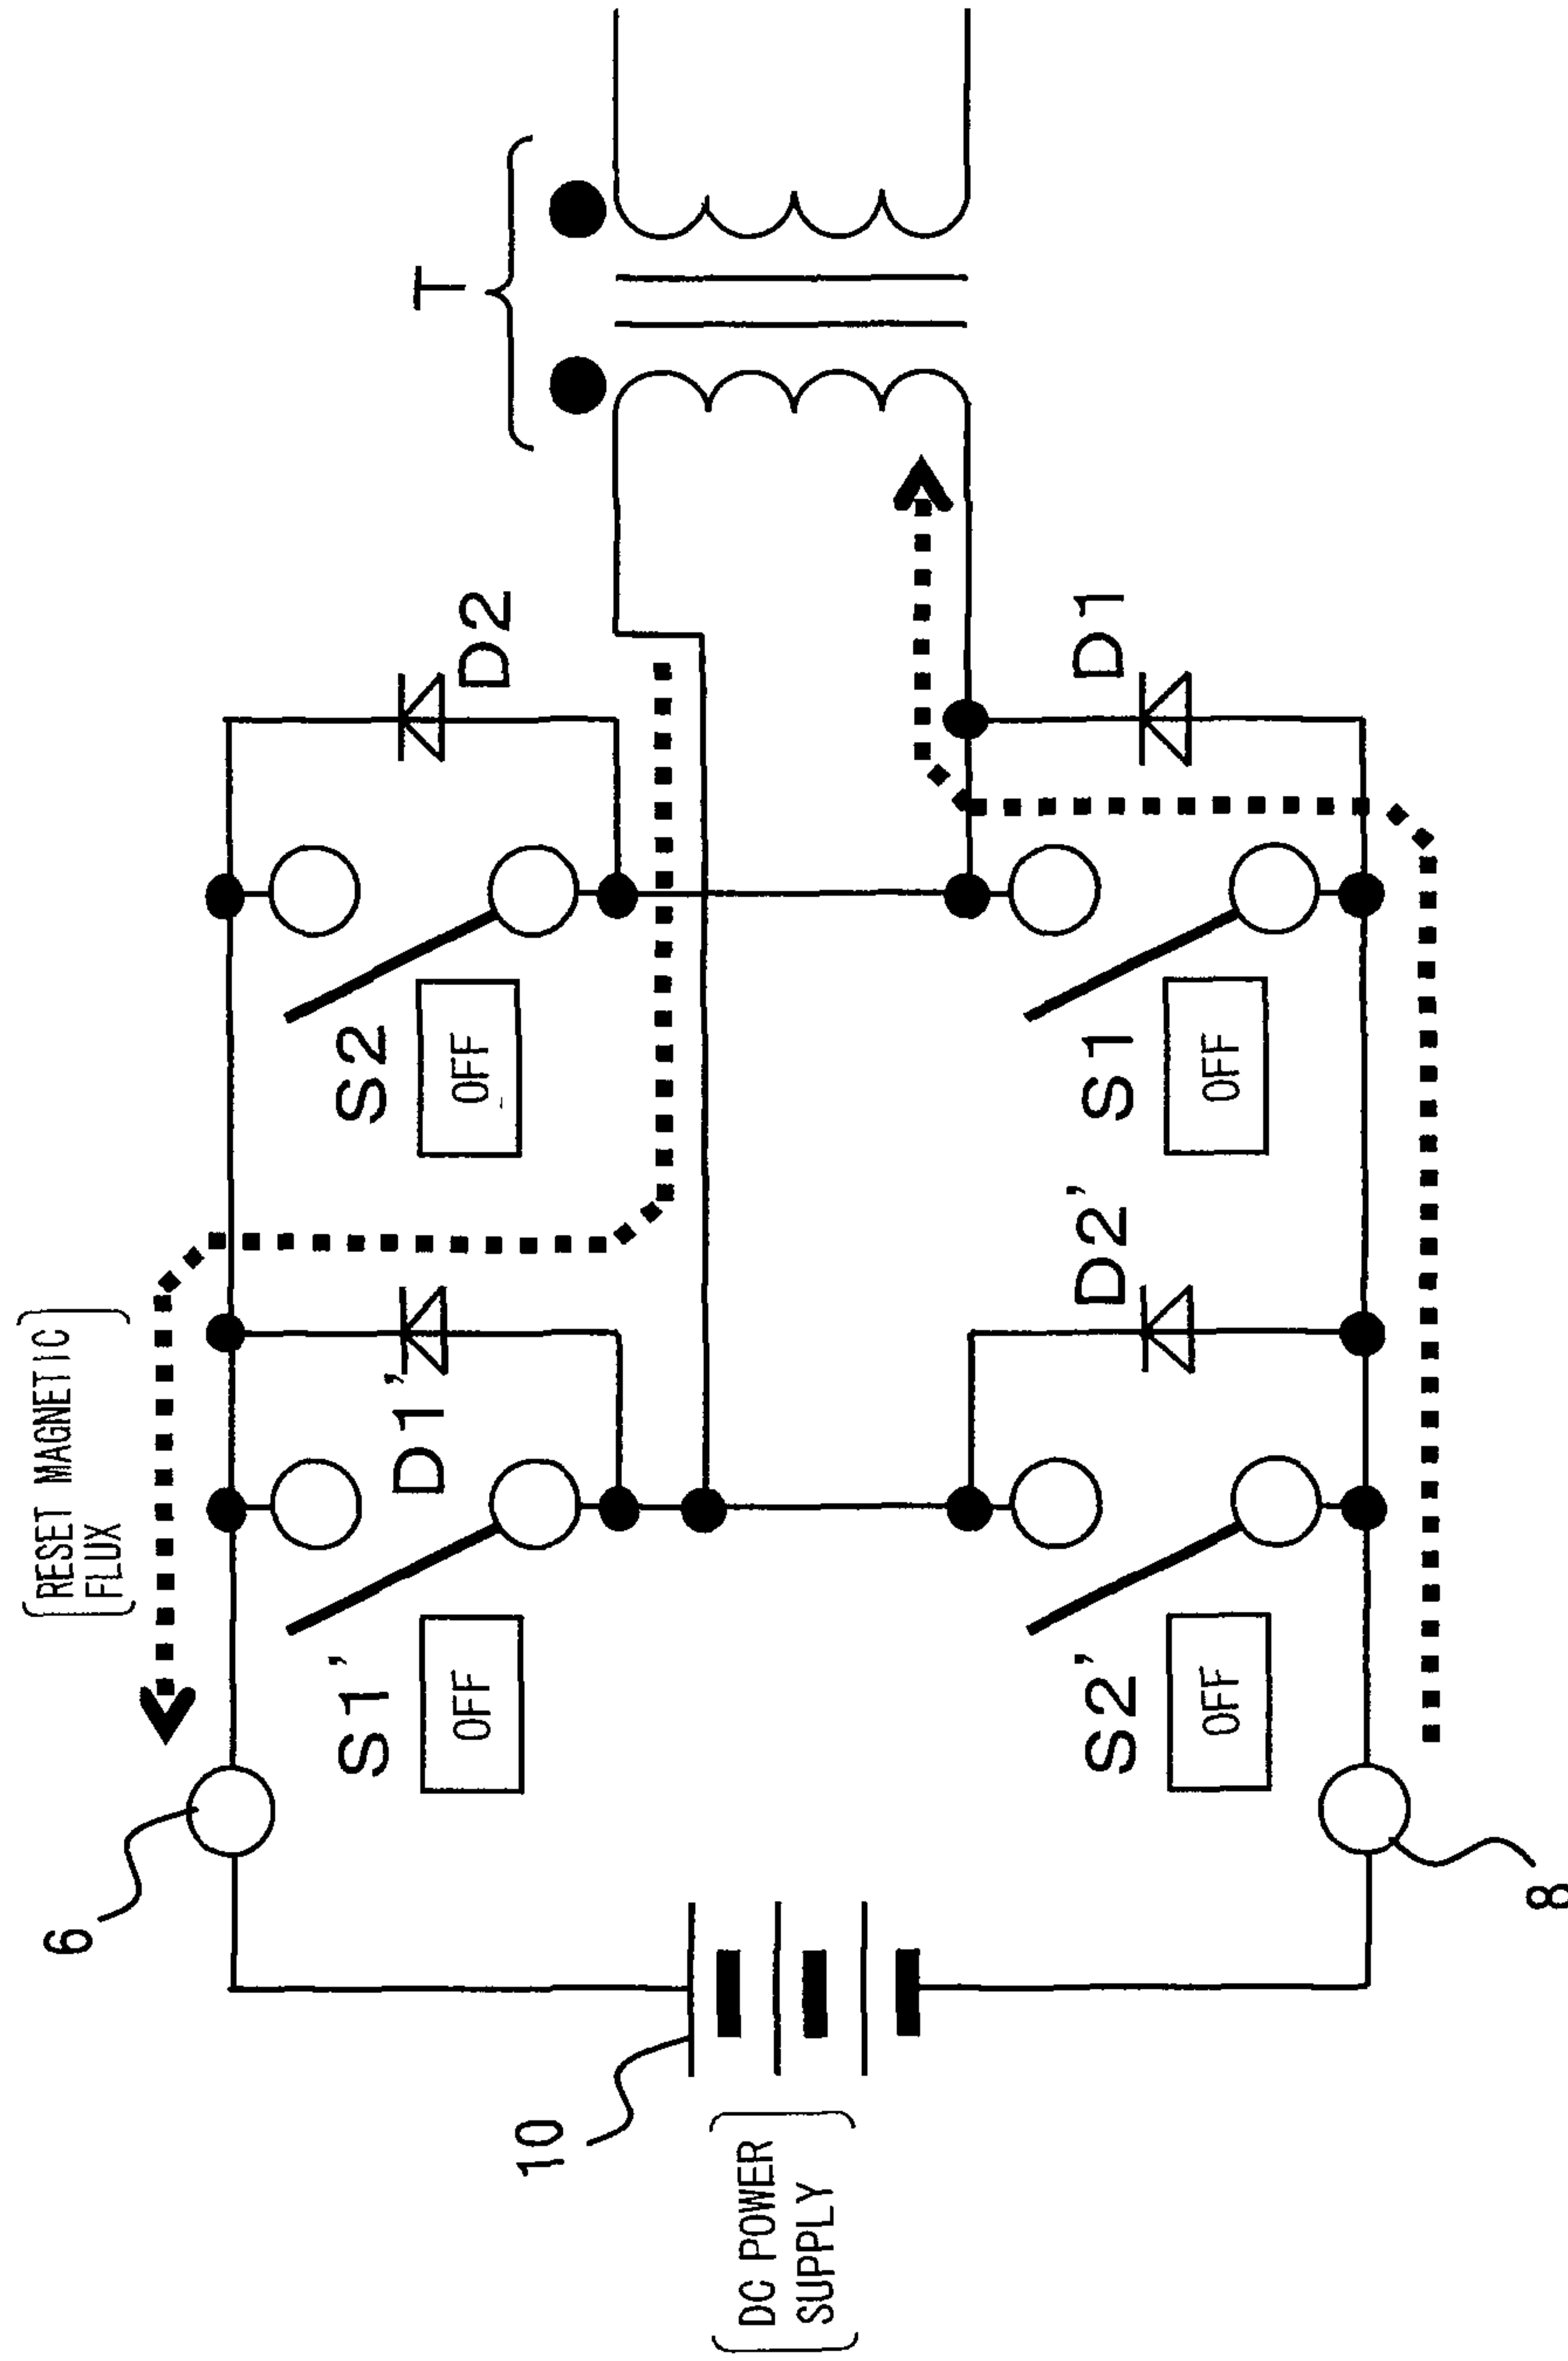 RESET MAGNETIC
FLUX
T
6
S1’
OFF
D1’
S2
OFF
D2
10
DC POWER
SUPPLY
S2’
OFF
D2’
S1
OFF
D1
8